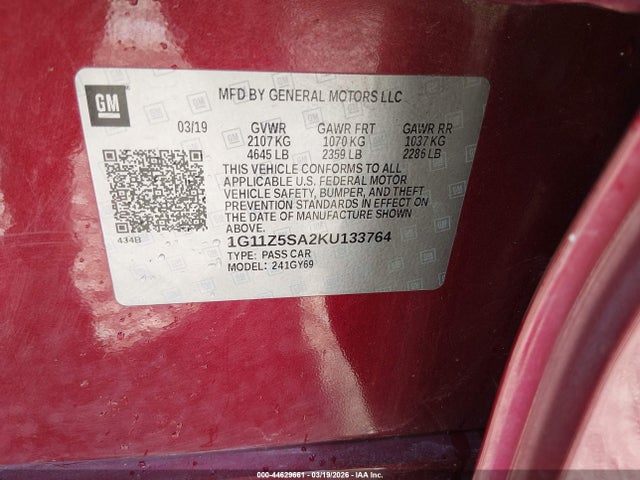 GM
MFD BY GENERAL MOTORS LLC
03/19 GVWR GAWR FRT GAWR RR
2107 KG 1070 KG 1037 KG
4645 LB 2359 LB 2286 LB
THIS VEHICLE CONFORMS TO ALL
APPLICABLE U.S. FEDERAL MOTOR
VEHICLE SAFETY, BUMPER, AND THEFT
PREVENTION STANDARDS IN EFFECT ON
THE DATE OF MANUFACTURE SHOWN
ABOVE.
434B
1G11Z5SA2KU133764
TYPE: PASS CAR
MODEL: 241GY69
000-44629661 - 03/19/2026 - IAA Inc.